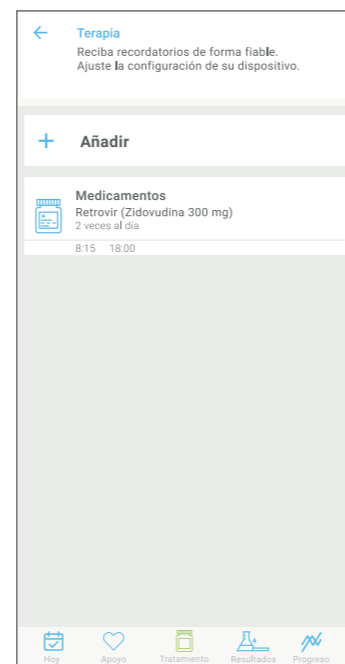 Terapia
Reciba recordatorios de forma fiable.
Ajuste la configuración de su dispositivo.
Añadir
Medicamentos
Retrovir (Zidovudina 300 mg)
2 veces al día
8:15 18:00
Hoy Apoyo Tratamiento Resultados Progreso